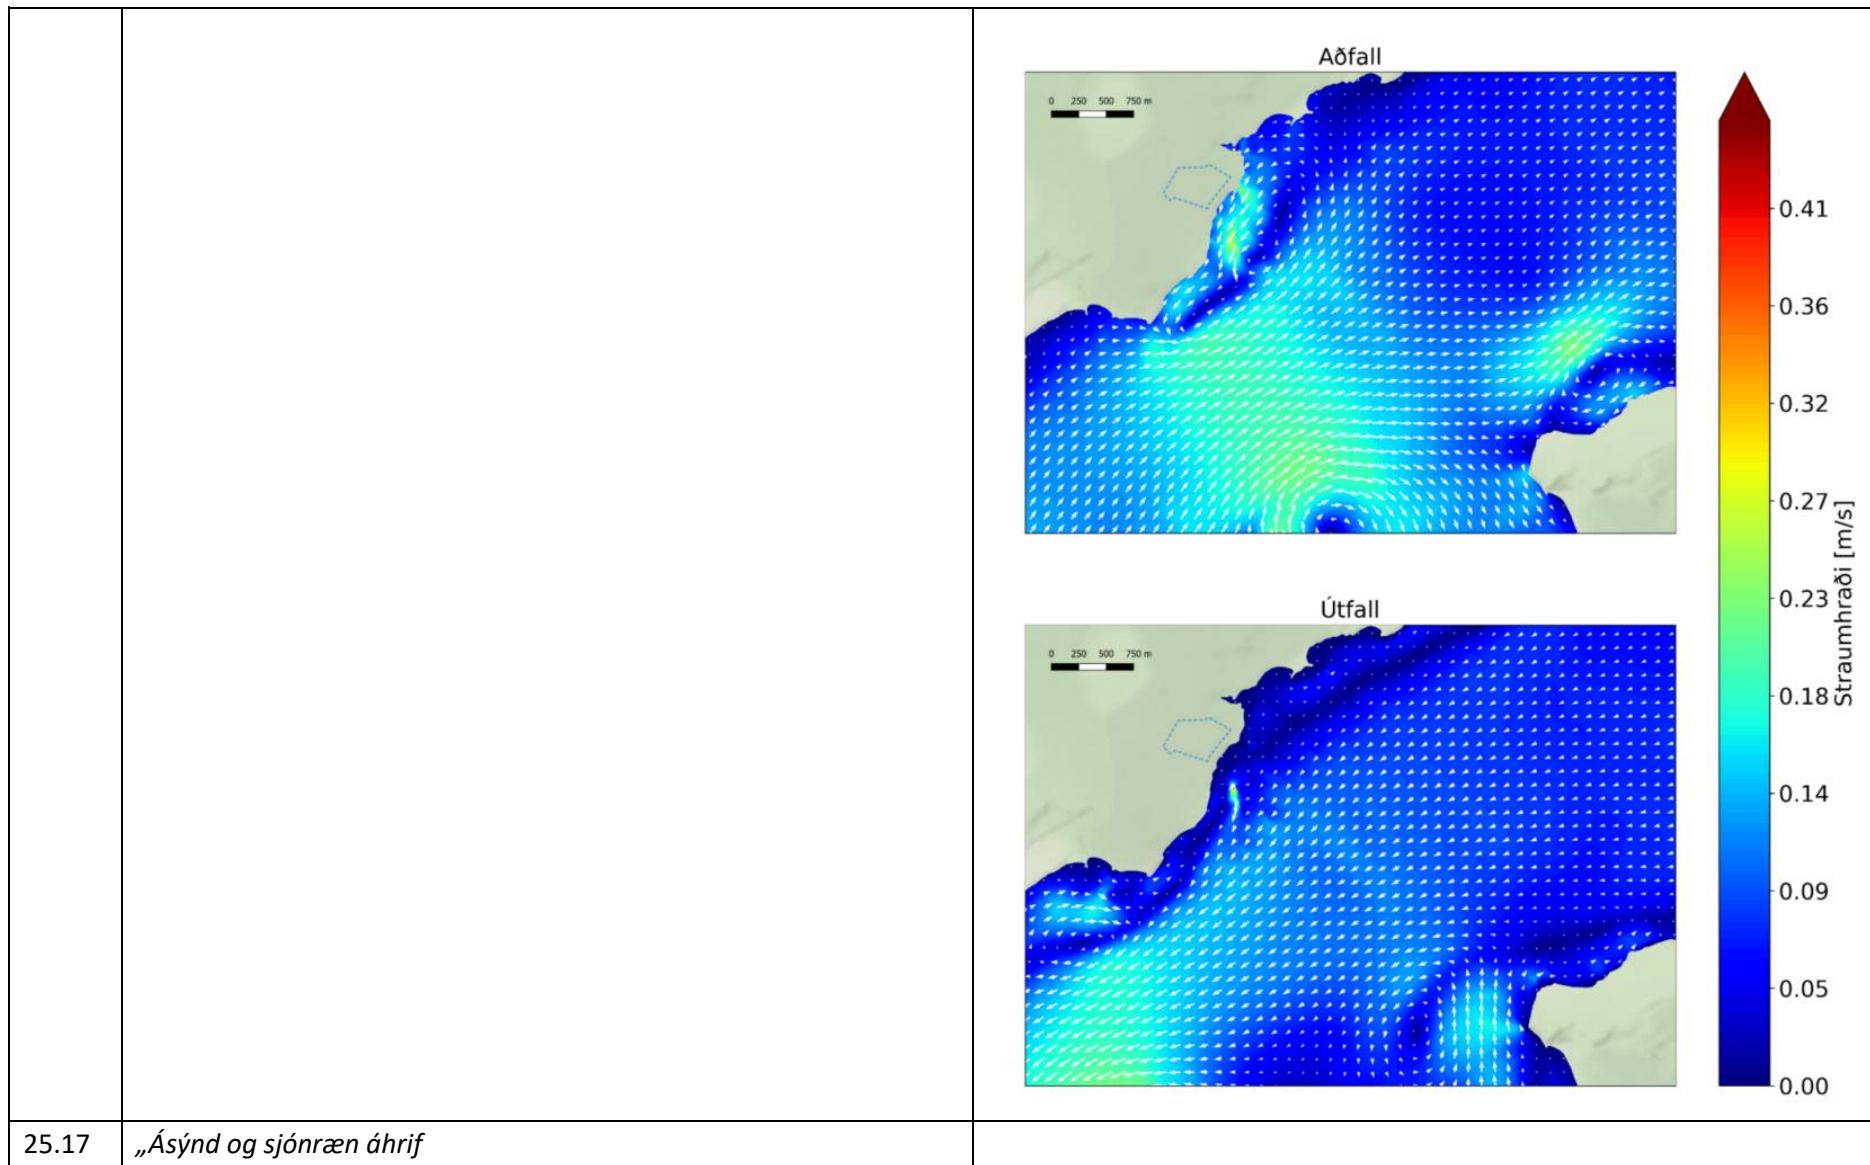 Aðfall
0 250 500 750 m
0.41
0.36
0.32
0.27
0.23
0.18
0.14
0.09
0.05
0.00
Straumhraði [m/s]
Útfall
0 250 500 750 m
25.17 „Ásýnd og sjónræn áhrif